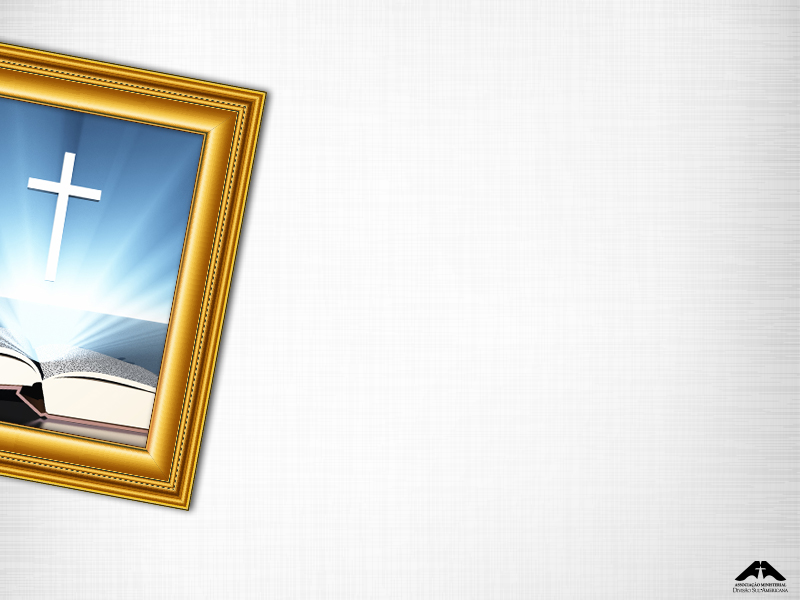 ASSOCIAÇÃO MINISTERIAL
DIVISÃO SUL-AMERICANA